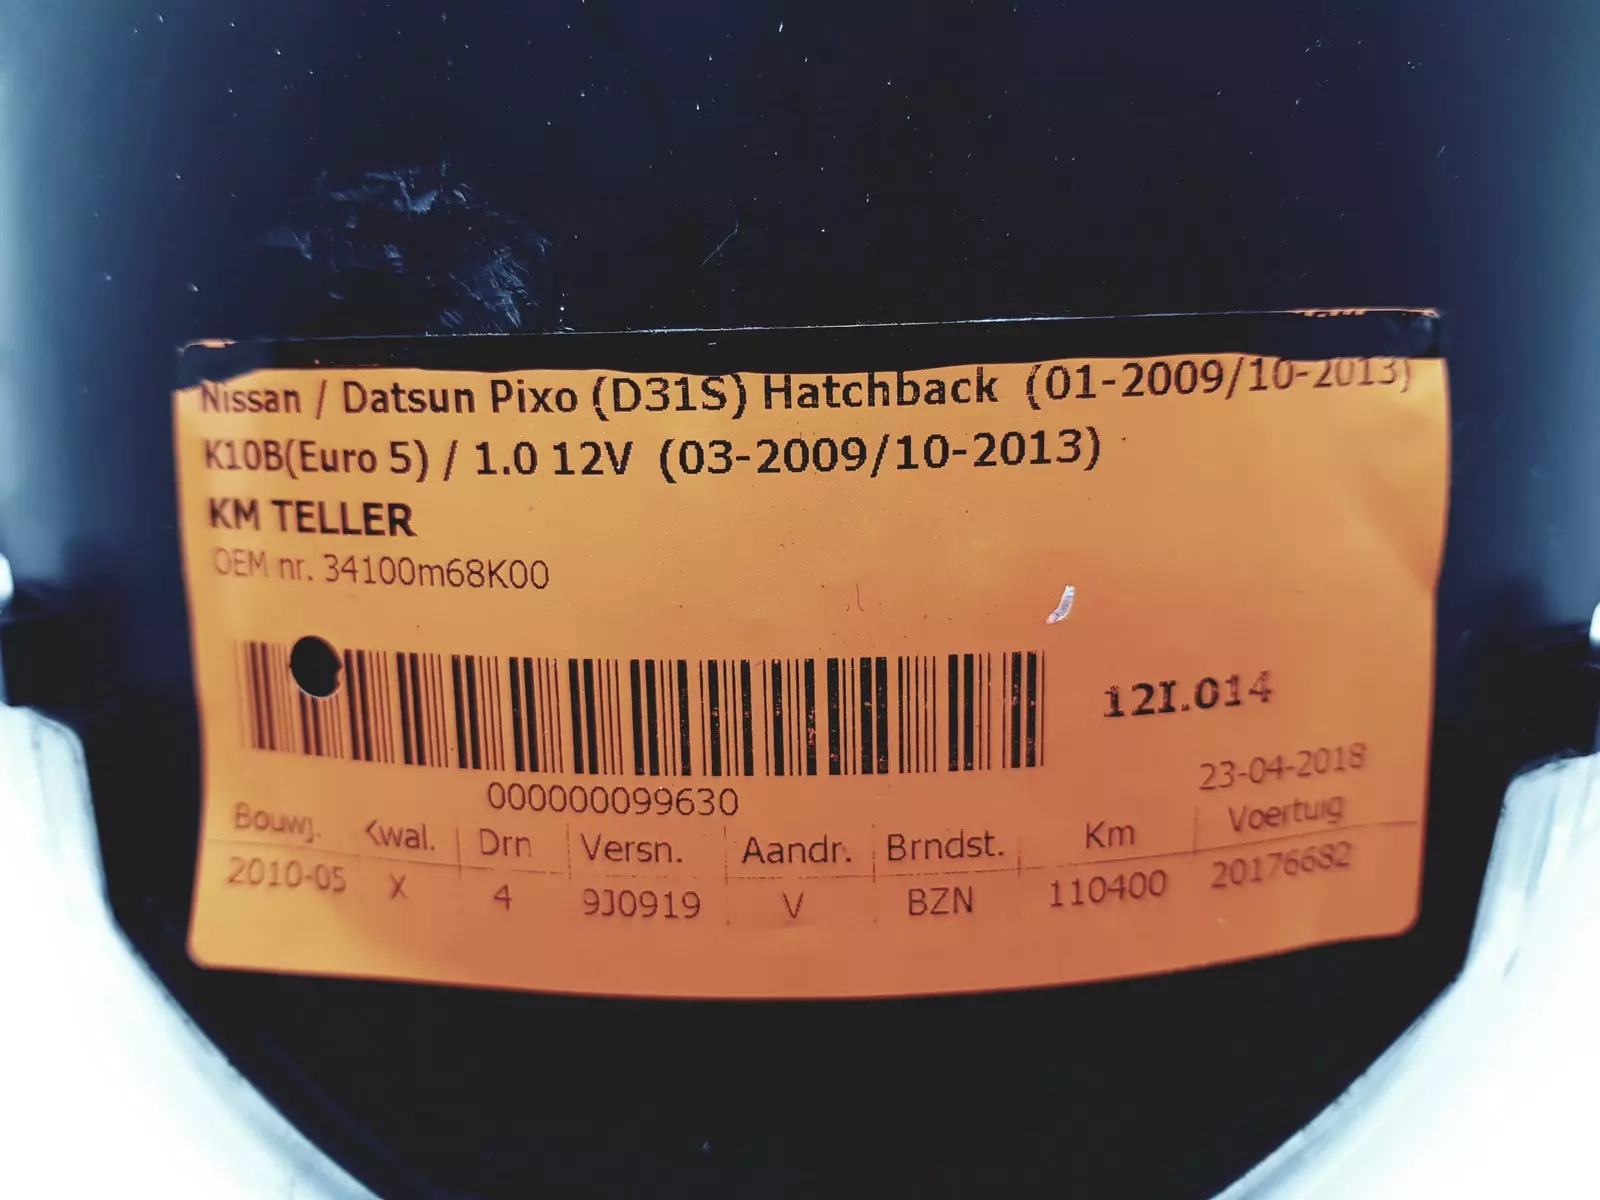 Nissan / Datsun Pixo (D31S) Hatchback (01-2009/10-2013)
K10B(Euro 5) / 1.0 12V (03-2009/10-2013)
KM TELLER
OEM nr. 34100m68K00
12I.014
000000099630
23-04-2018
Bouwj. Kwal. Drn Versn. Aandr. Brndst. Km Voertuig
2010-05 X 4 9J0919 V BZN 110400 20176682